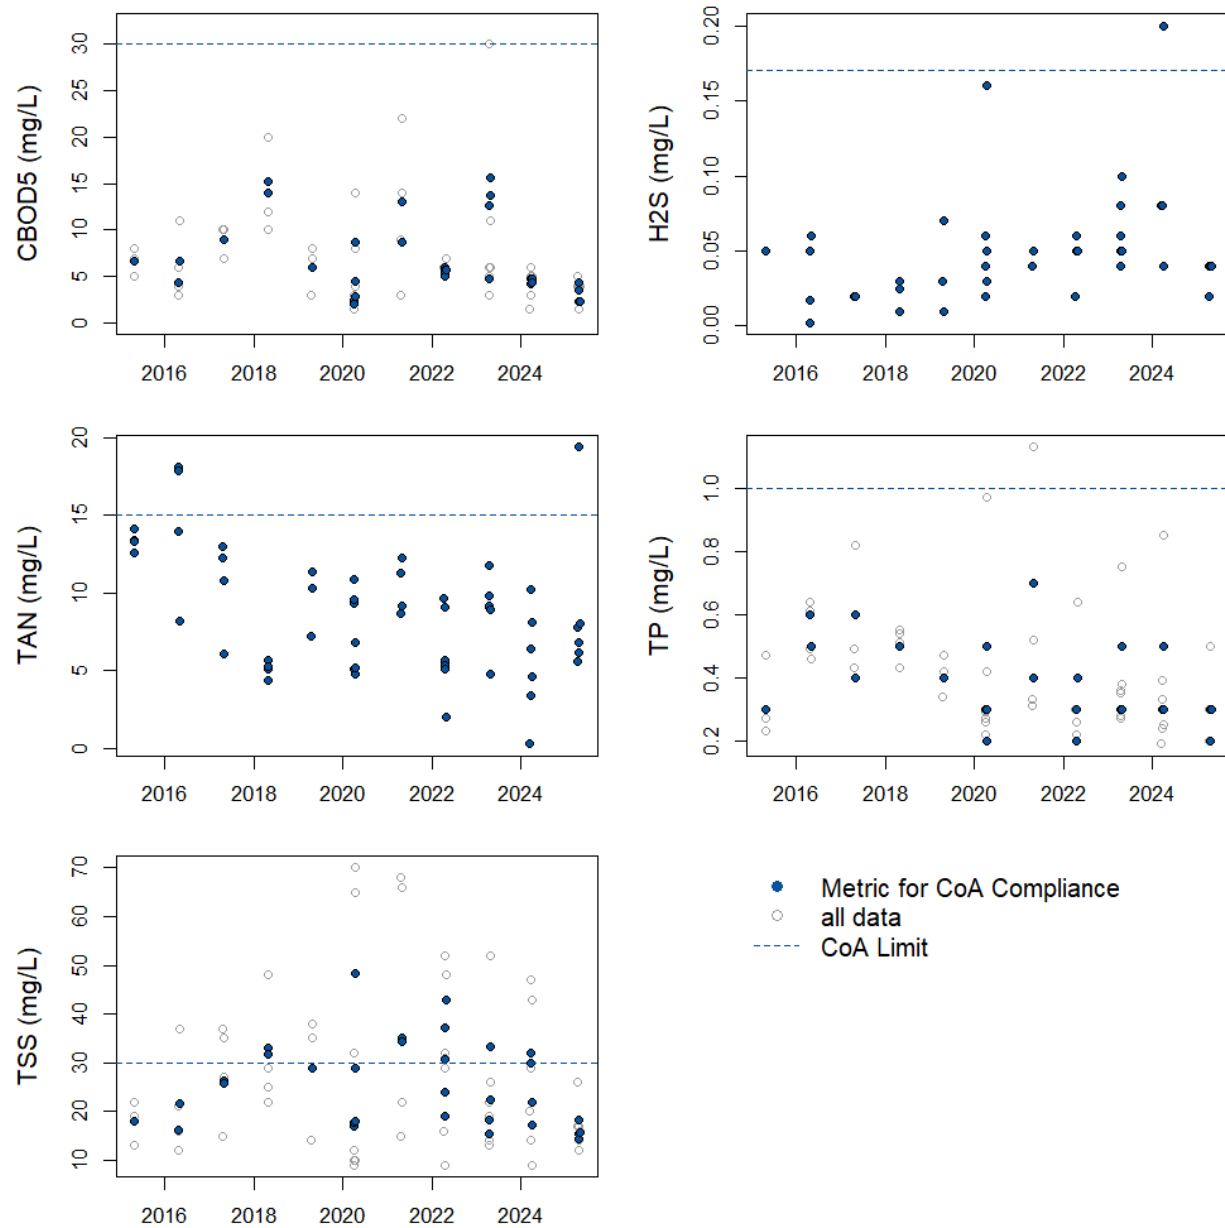 CBOD5 (mg/L)
0 5 10 15 20 25 30
2016 2018 2020 2022 2024
H2S (mg/L)
0.00 0.05 0.10 0.15 0.20
2016 2018 2020 2022 2024
TAN (mg/L)
0 5 10 15 20
2016 2018 2020 2022 2024
TP (mg/L)
0.2 0.4 0.6 0.8 1.0
2016 2018 2020 2022 2024
TSS (mg/L)
10 20 30 40 50 60 70
2016 2018 2020 2022 2024
Metric for CoA Compliance
all data
CoA Limit